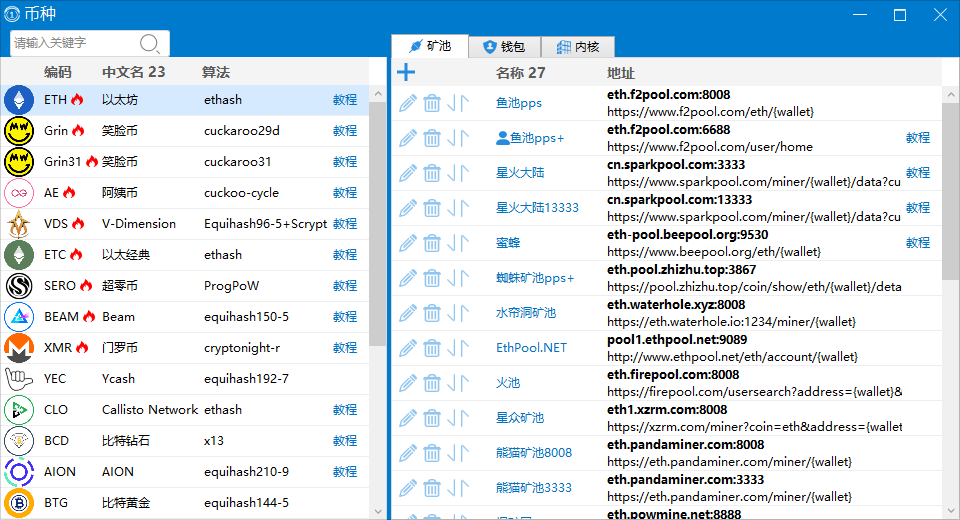 币种
请输入关键字
编码 中文名 23 算法
ETH 以太坊 ethash 教程
Grin 笑脸币 cuckaroo29d 教程
Grin31 笑脸币 cuckaroo31 教程
AE 阿姨币 cuckoo-cycle 教程
VDS V-Dimension Equihash96-5+Scrypt 教程
ETC 以太经典 ethash 教程
SERO 超零币 ProgPoW 教程
BEAM Beam equihash150-5 教程
XMR 门罗币 cryptonight-r 教程
YEC Ycash equihash192-7
CLO Callisto Network ethash 教程
BCD 比特钻石 x13 教程
AION AION equihash210-9 教程
BTG 比特黄金 equihash144-5
矿池 钱包 内核
名称 27 地址
鱼池pps eth.f2pool.com:8008
https://www.f2pool.com/eth/{wallet}
鱼池pps+ eth.f2pool.com:6688 教程
https://www.f2pool.com/user/home
星火大陆 cn.sparkpool.com:3333 教程
https://www.sparkpool.com/miner/{wallet}/data?cu
星火大陆13333 cn.sparkpool.com:13333 教程
https://www.sparkpool.com/miner/{wallet}/data?cu
蜜蜂 eth-pool.beepool.org:9530 教程
https://www.beepool.org/eth/{wallet}
蜘蛛矿池pps+ eth.pool.zhizhu.top:3867
https://pool.zhizhu.top/coin/show/eth/{wallet}/deta
水帘洞矿池 eth.waterhole.xyz:8008
https://eth.waterhole.io:1234/miner/{wallet}
EthPool.NET pool1.ethpool.net:9089
http://www.ethpool.net/eth/account/{wallet}
火池 eth.firepool.com:8008
https://firepool.com/usersearch?address={wallet}&
星众矿池 eth1.xzrm.com:8008
https://xzrm.com/miner?coin=eth&address={wallet
熊猫矿池8008 eth.pandaminer.com:8008
https://eth.pandaminer.com/miner/{wallet}
熊猫矿池3333 eth.pandaminer.com:3333
https://eth.pandaminer.com/miner/{wallet}
eth.powmine.net:8888